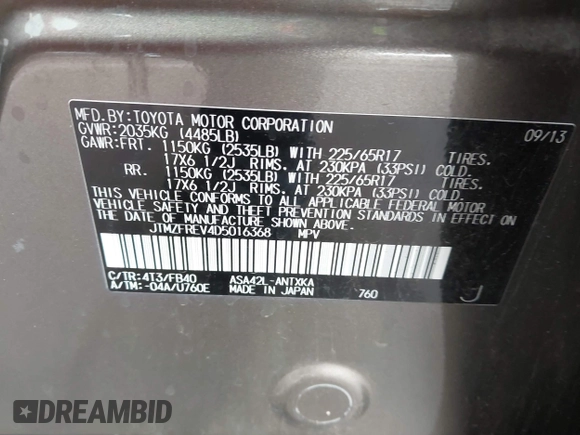 MFD.BY:TOYOTA MOTOR CORPORATION 09/13
GVWR:2035KG (4485LB)
GAWR:FRT. 1150KG (2535LB) WITH 225/65R17 TIRES.
17X6 1/2J RIMS. AT 230KPA (33PSI) COLD.
RR. 1150KG (2535LB) WITH 225/65R17 TIRES.
17X6 1/2J RIMS. AT 230KPA (33PSI) COLD.
THIS VEHICLE CONFORMS TO ALL APPLICABLE FEDERAL MOTOR
VEHICLE SAFETY AND BUMPER STANDARDS IN EFFECT ON
THE DATE OF MANUFACTURE SHOWN ABOVE.
JTMZFREV4D5016368 MPV
C/TR:4T3/FB40 ASA42L-ANTXKA
A/TM:-04A/U760E MADE IN JAPAN 760 J
DREAMBID